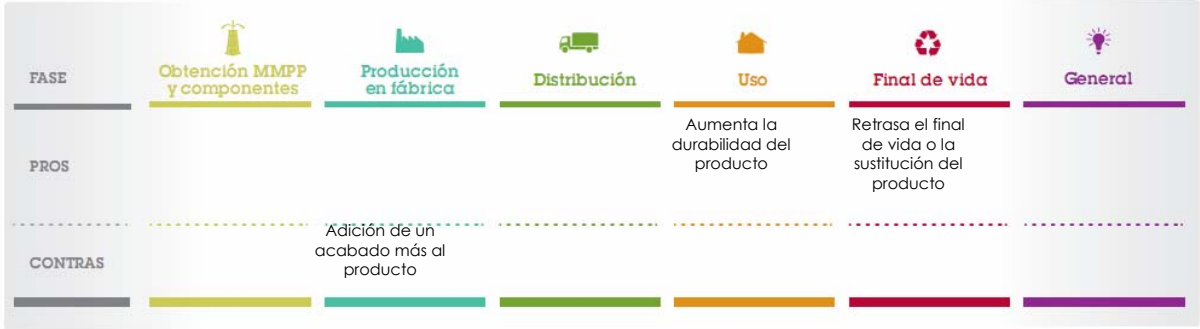 FASE
Obtención MMPP
y componentes
Producción
en fábrica
Distribución
Uso
Final de vida
General
PROS
Aumenta la
durabilidad del
producto
Retrasa el final
de vida o la
sustitución del
producto
CONTRAS
Adición de un
acabado más al
producto